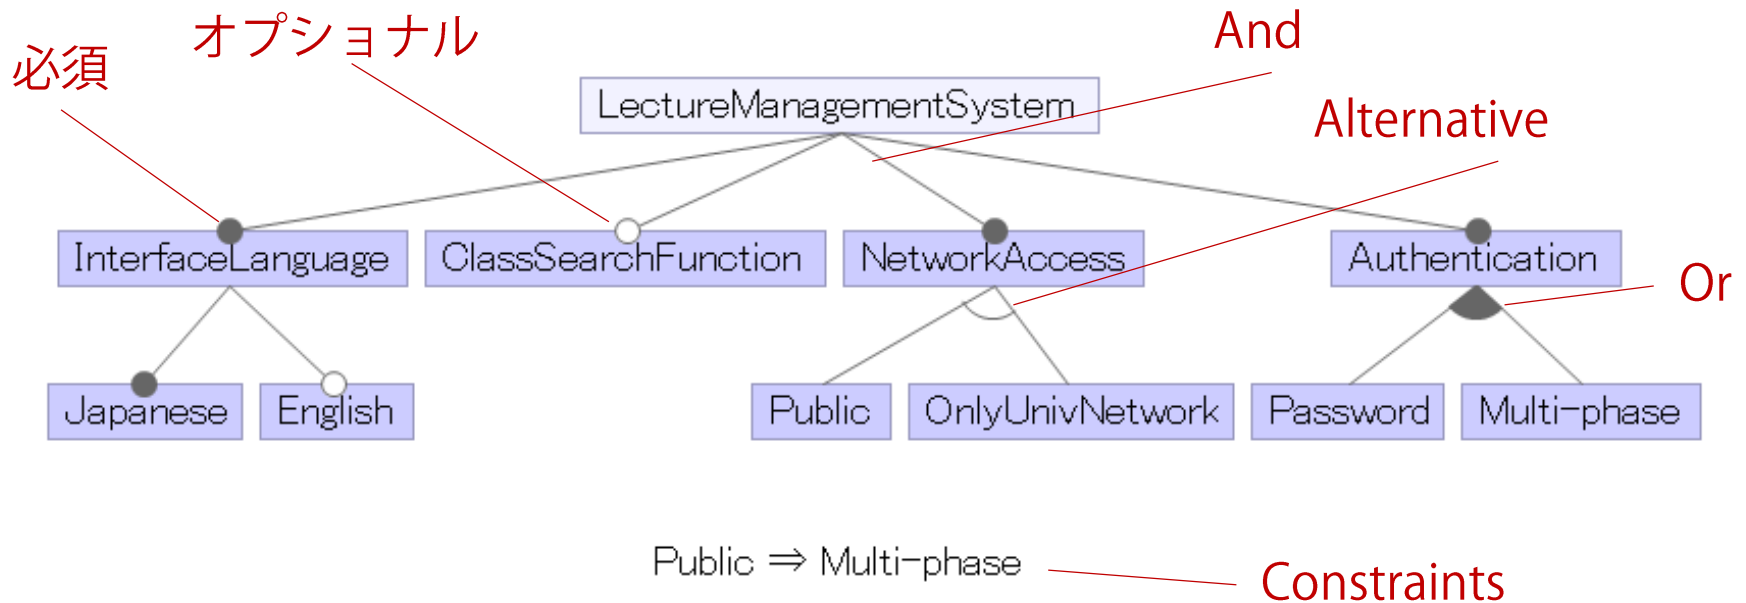 必須
オプショナル
And
LectureManagementSystem
Alternative
InterfaceLanguage
ClassSearchFunction
NetworkAccess
Authentication
Or
Japanese
English
Public
OnlyUnivNetwork
Password
Multi-phase
Public ⇒ Multi-phase
Constraints